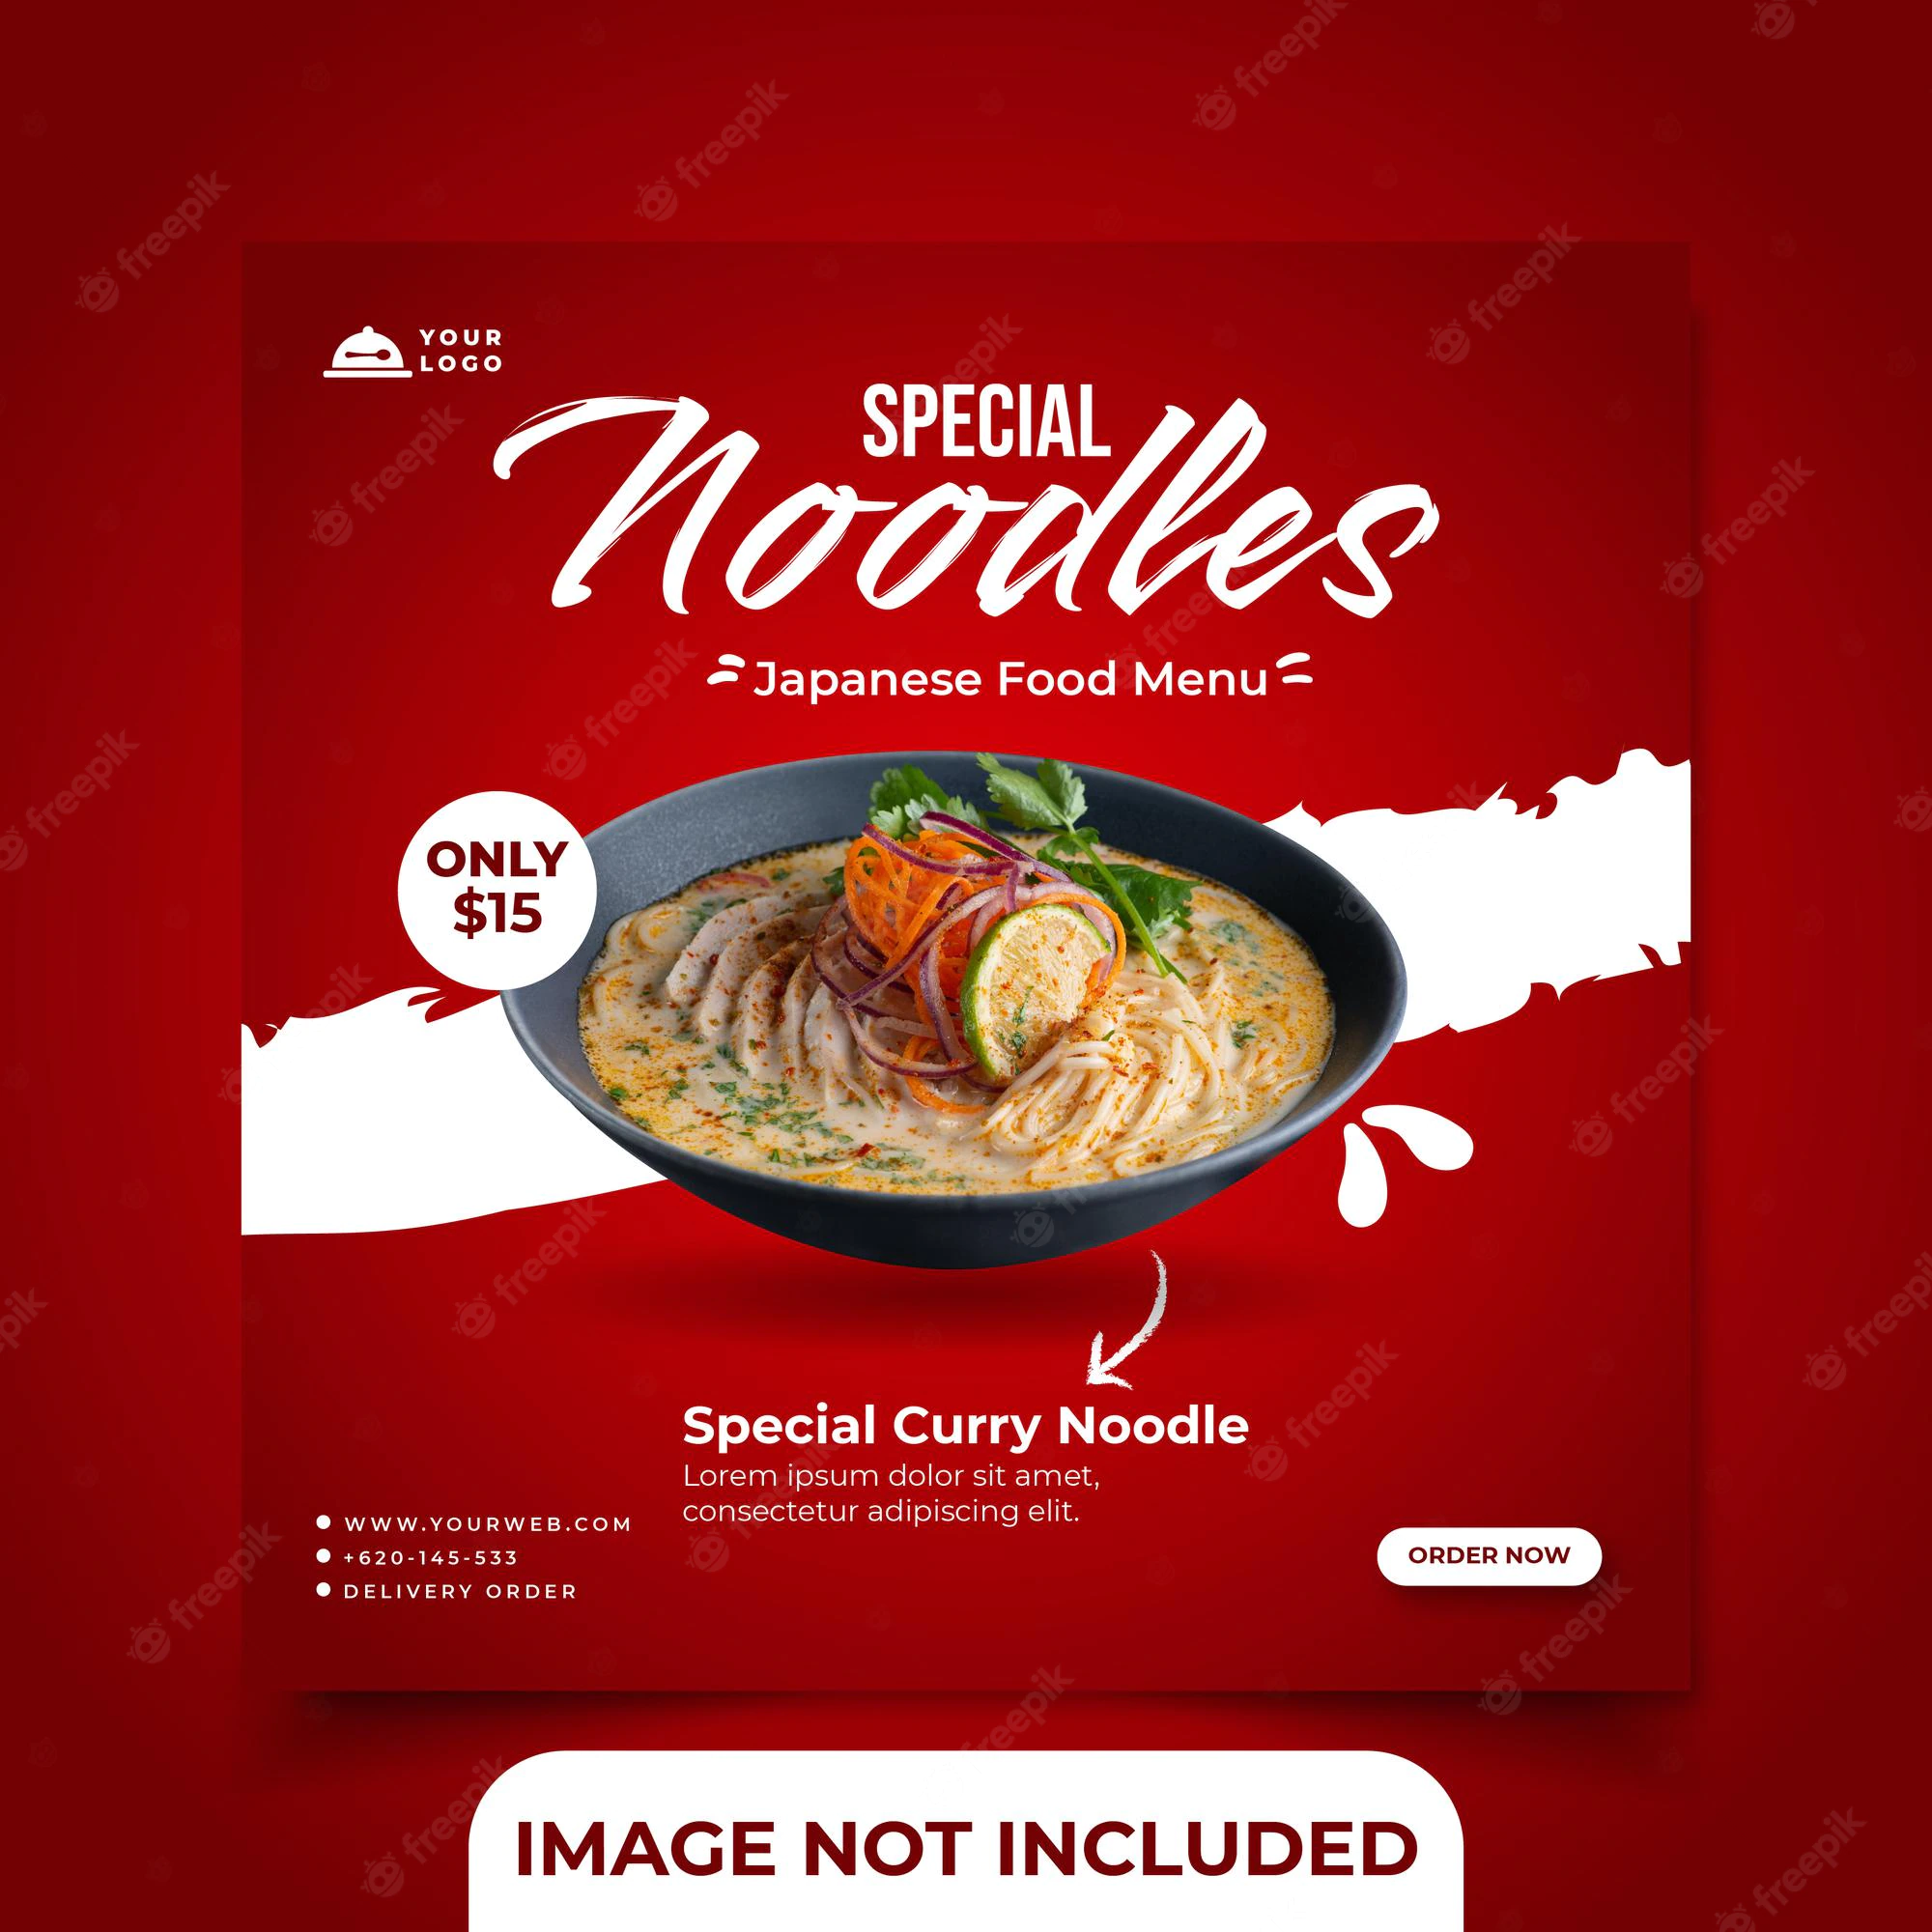 YOUR
LOGO
SPECIAL
Noodles
Japanese Food Menu
ONLY
$15
Special Curry Noodle
Lorem ipsum dolor sit amet,
consectetur adipiscing elit.
WWW.YOURWEB.COM
+620-145-533
DELIVERY ORDER
ORDER NOW
IMAGE NOT INCLUDED
freepik